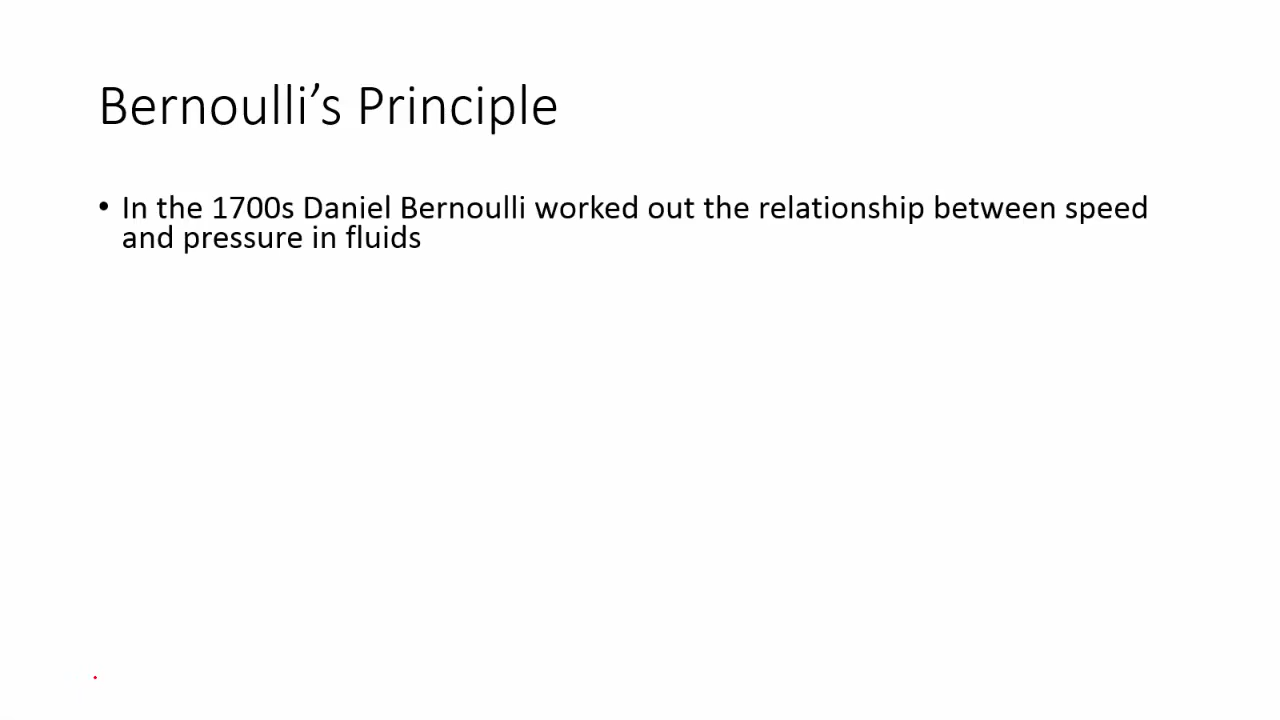 Bernoulli’s Principle
• In the 1700s Daniel Bernoulli worked out the relationship between speed
and pressure in fluids